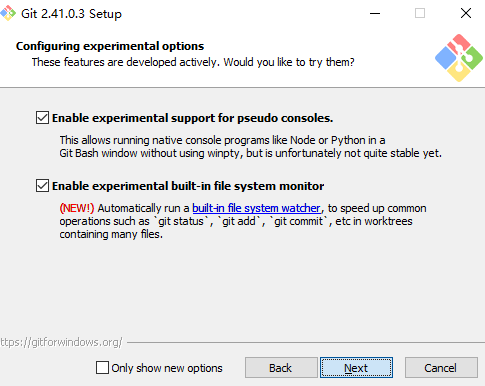 Git 2.41.0.3 Setup
Configuring experimental options
These features are developed actively. Would you like to try them?
Enable experimental support for pseudo consoles.
This allows running native console programs like Node or Python in a
Git Bash window without using winpty, but is unfortunately not quite stable yet.
Enable experimental built-in file system monitor
(NEW!) Automatically run a built-in file system watcher, to speed up common
operations such as `git status`, `git add`, `git commit`, etc in worktrees
containing many files.
ttps://gitforwindows.org/
Only show new options
Back
Next
Cancel